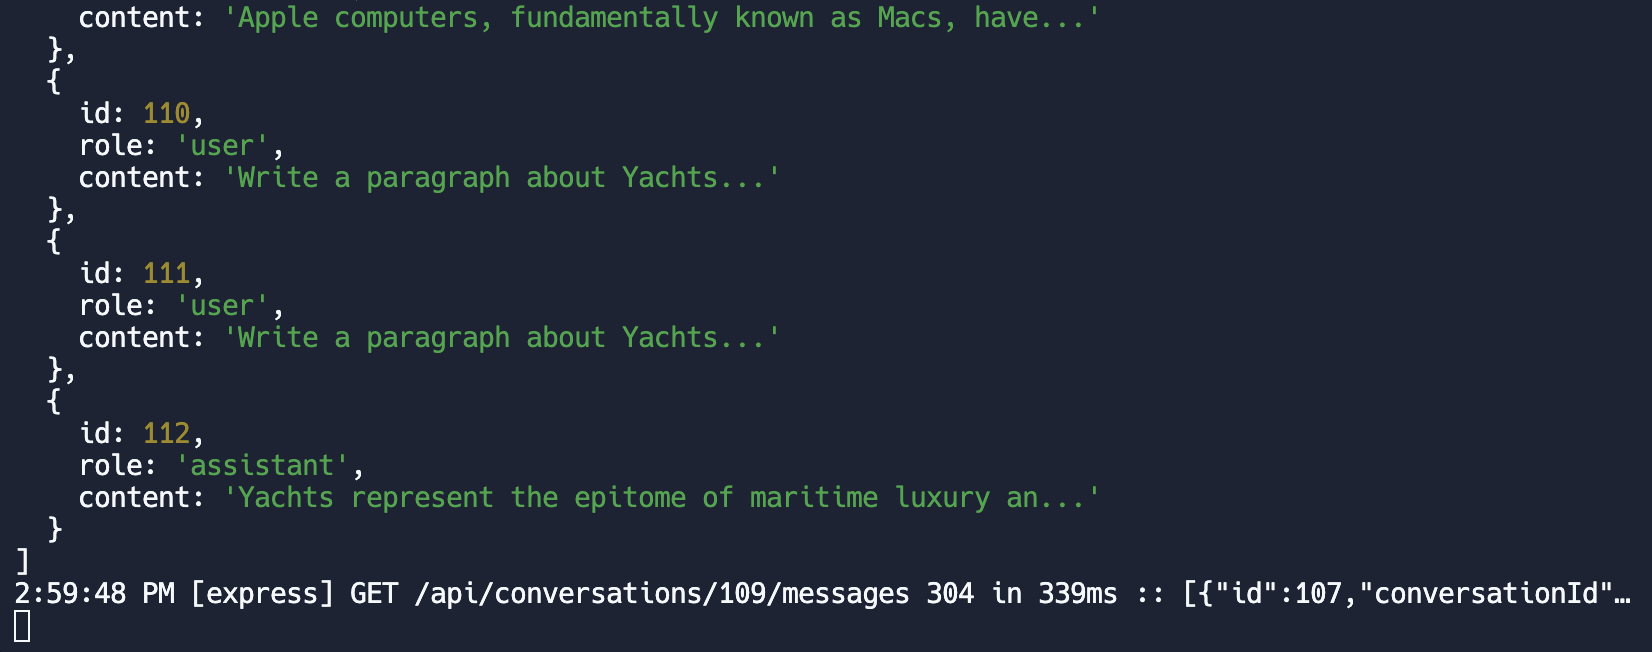 content: 'Apple computers, fundamentally known as Macs, have...'
},
{
id: 110,
role: 'user',
content: 'Write a paragraph about Yachts...'
},
{
id: 111,
role: 'user',
content: 'Write a paragraph about Yachts...'
},
{
id: 112,
role: 'assistant',
content: 'Yachts represent the epitome of maritime luxury an...'
}
]
2:59:48 PM [express] GET /api/conversations/109/messages 304 in 339ms :: [{"id":107,"conversationId"…